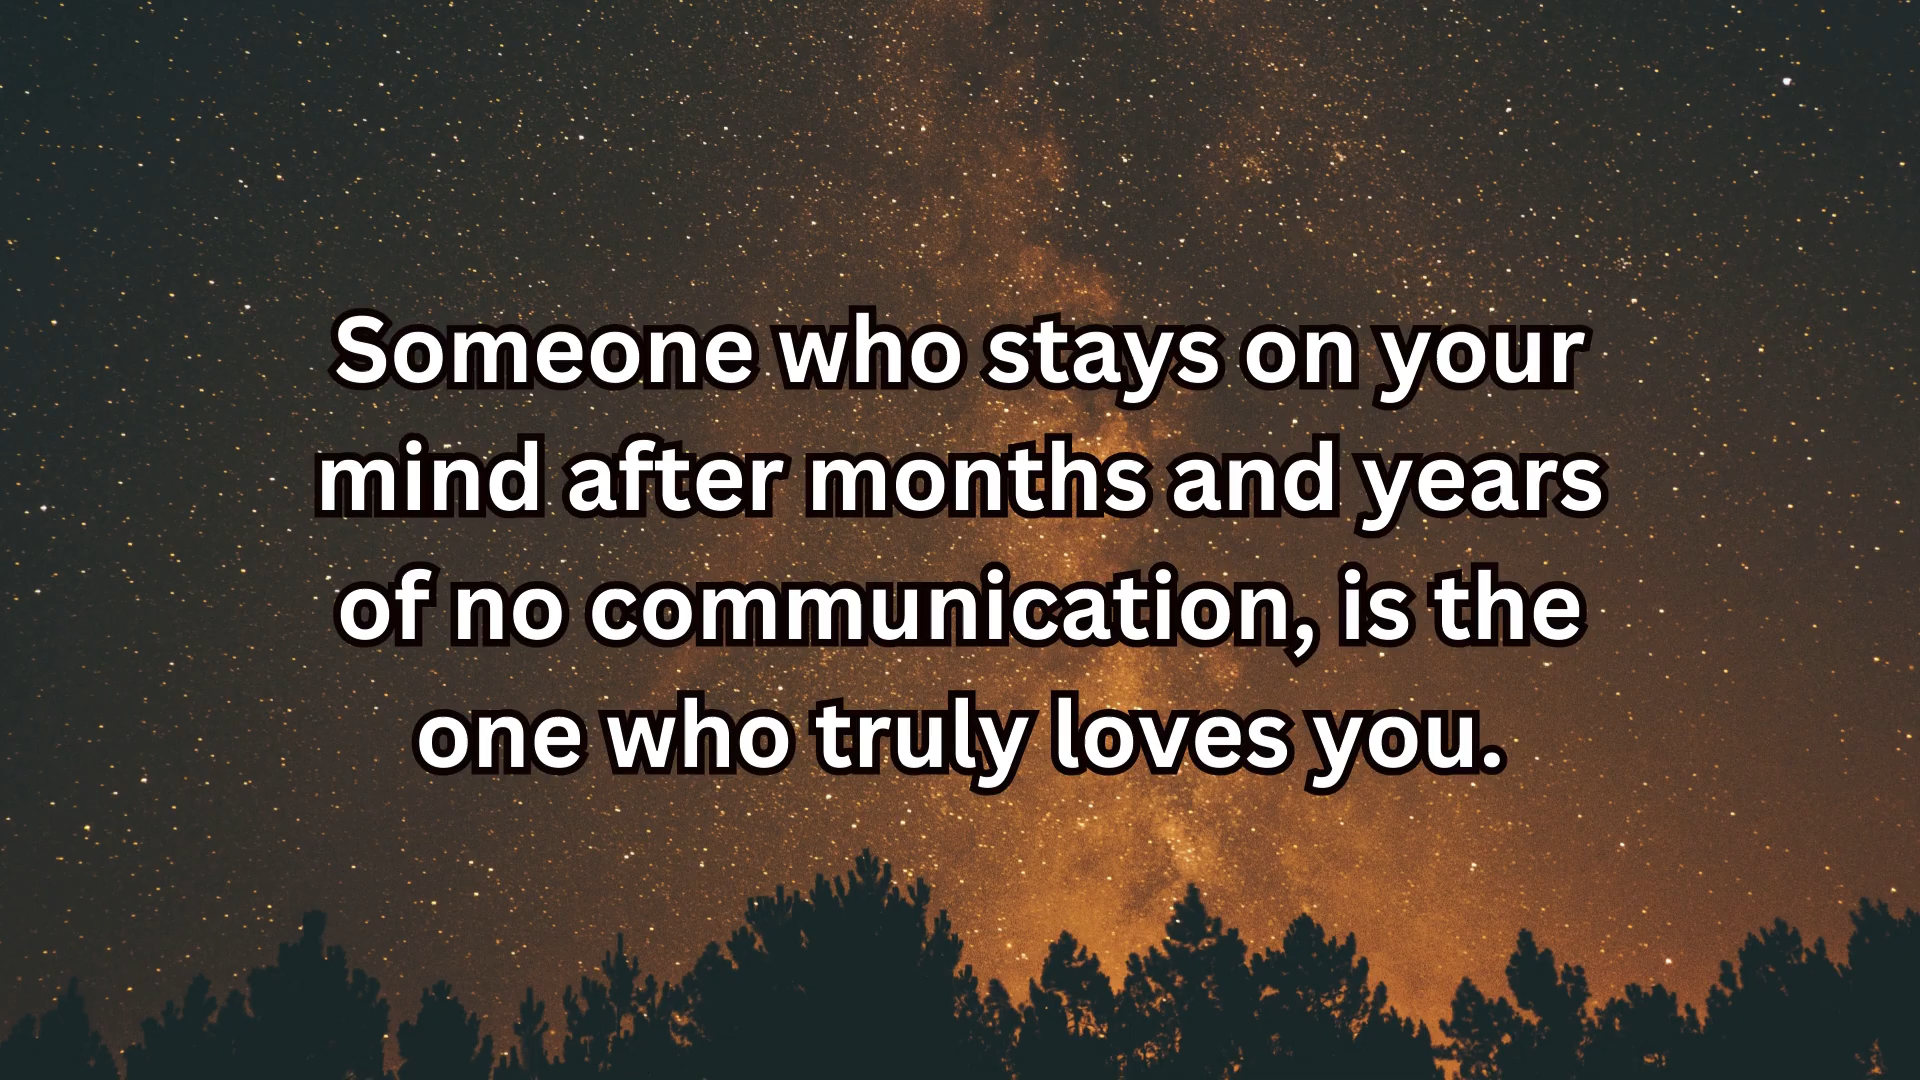 Someone who stays on your
mind after months and years
of no communication, is the
one who truly loves you.